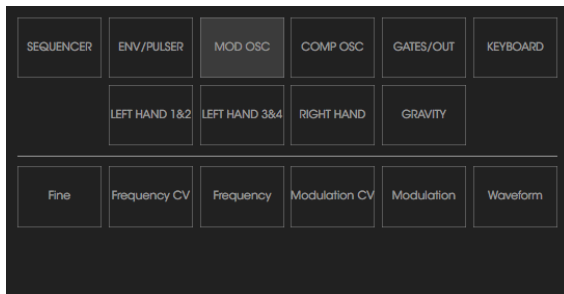 SEQUENCER ENV/PULSER MOD OSC COMP OSC GATES/OUT KEYBOARD
LEFT HAND 1&2 LEFT HAND 3&4 RIGHT HAND GRAVITY
Fine Frequency CV Frequency Modulation CV Modulation Waveform